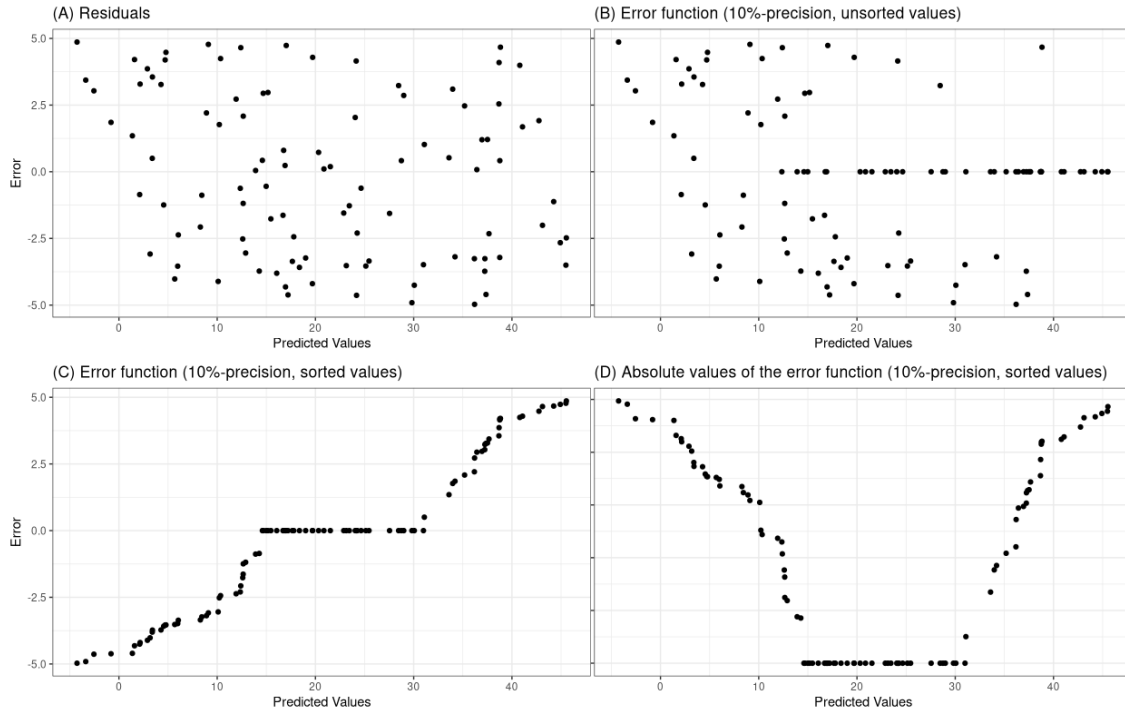 (A) Residuals
(B) Error function (10%-precision, unsorted values)
5.0
2.5
0.0
-2.5
-5.0
Error
0 10 20 30 40
0 10 20 30 40
Predicted Values
Predicted Values
(C) Error function (10%-precision, sorted values)
(D) Absolute values of the error function (10%-precision, sorted values)
5.0
2.5
0.0
-2.5
-5.0
Error
0 10 20 30 40
0 10 20 30 40
Predicted Values
Predicted Values